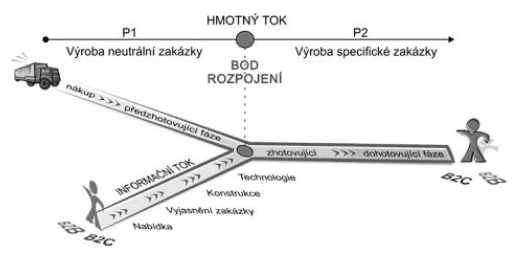 HMOTNÝ TOK
P1
P2
Výroba neutrální zakázky
Výroba specifické zakázky
BOD
ROZPOJENÍ
nákup >>> předzhotovující fáze
zhotovující >>> dohotovující fáze
INFORMAČNÍ TOK
Technologie
Konstrukce
Vyjasnění zakázky
Nabídka
B2B
B2C
B2C
B2B